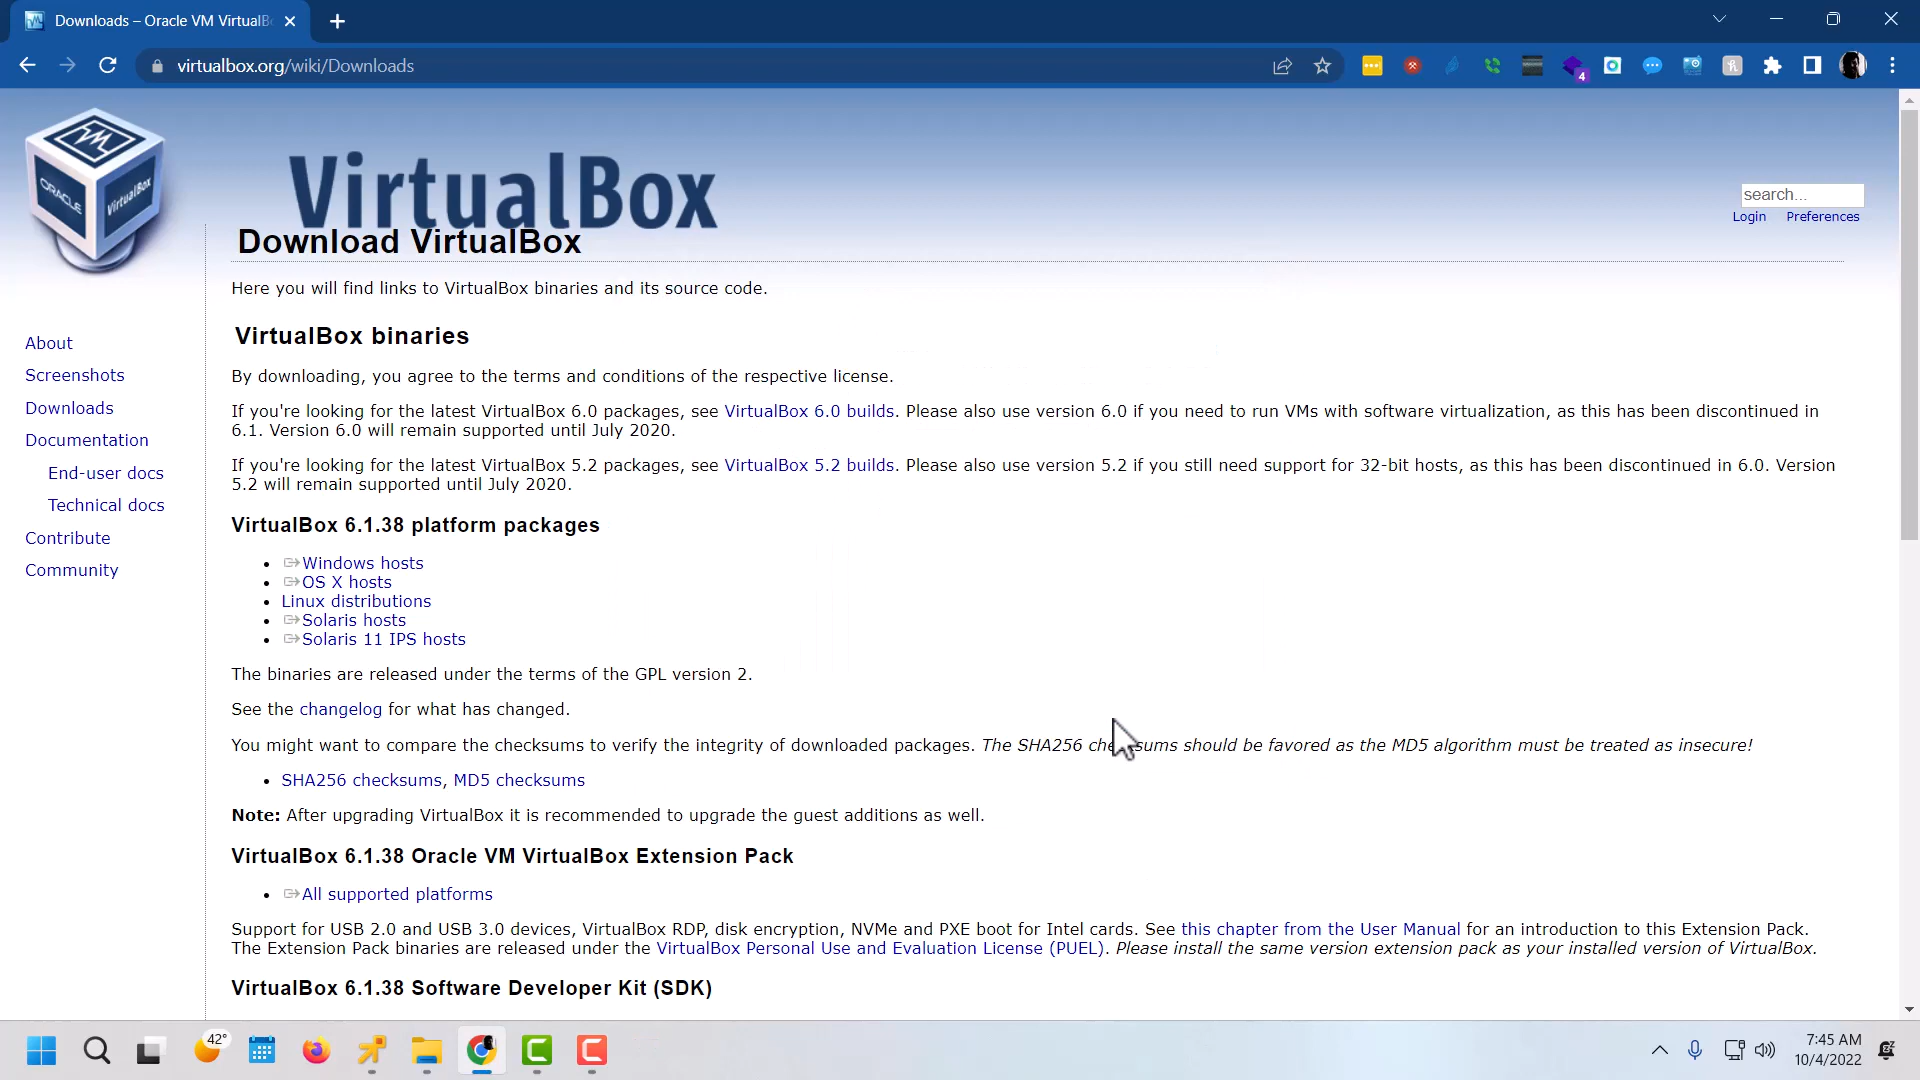 Downloads – Oracle VM VirtualB
virtualbox.org/wiki/Downloads
4
ORACLE
VirtualBox
VirtualBox
search...
Login Preferences
Download VirtualBox
Here you will find links to VirtualBox binaries and its source code.
VirtualBox binaries
About
By downloading, you agree to the terms and conditions of the respective license.
Screenshots
Downloads
If you're looking for the latest VirtualBox 6.0 packages, see VirtualBox 6.0 builds. Please also use version 6.0 if you need to run VMs with software virtualization, as this has been discontinued in
6.1. Version 6.0 will remain supported until July 2020.
Documentation
End-user docs
Technical docs
Contribute
Community
If you're looking for the latest VirtualBox 5.2 packages, see VirtualBox 5.2 builds. Please also use version 5.2 if you still need support for 32-bit hosts, as this has been discontinued in 6.0. Version
5.2 will remain supported until July 2020.
VirtualBox 6.1.38 platform packages
Windows hosts
OS X hosts
Linux distributions
Solaris hosts
Solaris 11 IPS hosts
The binaries are released under the terms of the GPL version 2.
See the changelog for what has changed.
You might want to compare the checksums to verify the integrity of downloaded packages. The SHA256 checksums should be favored as the MD5 algorithm must be treated as insecure!
SHA256 checksums, MD5 checksums
Note: After upgrading VirtualBox it is recommended to upgrade the guest additions as well.
VirtualBox 6.1.38 Oracle VM VirtualBox Extension Pack
All supported platforms
Support for USB 2.0 and USB 3.0 devices, VirtualBox RDP, disk encryption, NVMe and PXE boot for Intel cards. See this chapter from the User Manual for an introduction to this Extension Pack.
The Extension Pack binaries are released under the VirtualBox Personal Use and Evaluation License (PUEL). Please install the same version extension pack as your installed version of VirtualBox.
VirtualBox 6.1.38 Software Developer Kit (SDK)
42°
7:45 AM
10/4/2022